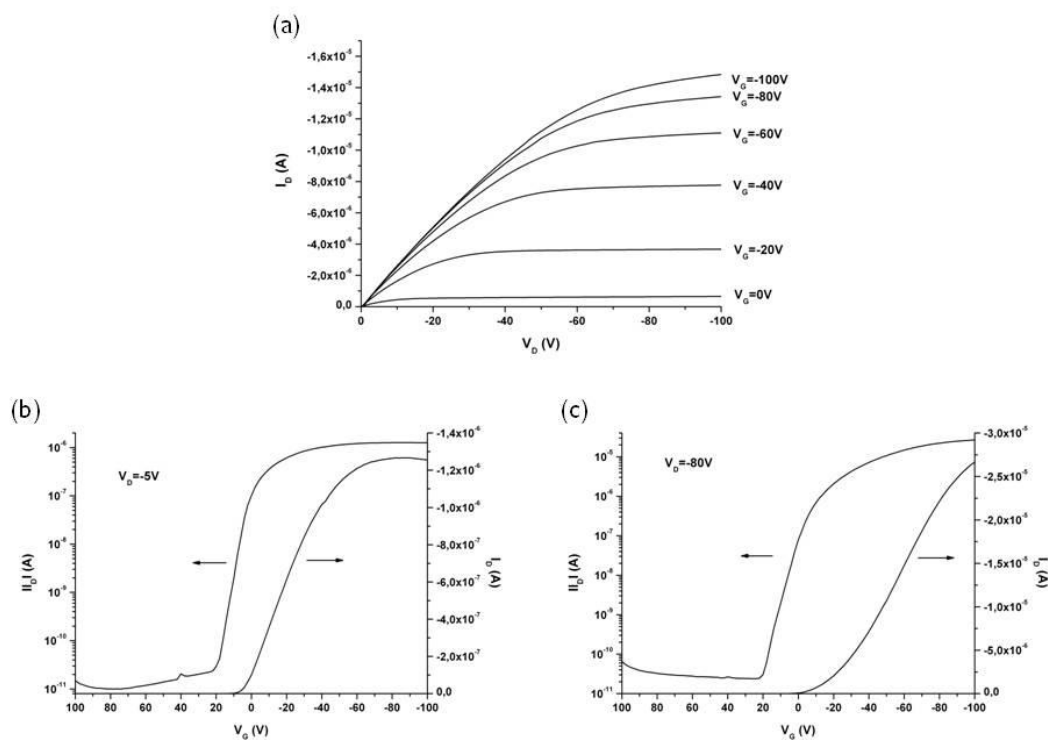 (a)
-1,6x10⁻⁵
-1,4x10⁻⁵
-1,2x10⁻⁵
-1,0x10⁻⁵
-8,0x10⁻⁶
-6,0x10⁻⁶
-4,0x10⁻⁶
-2,0x10⁻⁶
0,0
I_D (A)
V_G=-100V
V_G=-80V
V_G=-60V
V_G=-40V
V_G=-20V
V_G=0V
0 -20 -40 -60 -80 -100
V_D (V)
(b)
V_D=-5V
10⁻⁶
10⁻⁷
10⁻⁸
10⁻⁹
10⁻¹⁰
10⁻¹¹
II_D I (A)
-1,4x10⁻⁶
-1,2x10⁻⁶
-1,0x10⁻⁶
-8,0x10⁻⁷
-6,0x10⁻⁷
-4,0x10⁻⁷
-2,0x10⁻⁷
0,0
I_D (A)
100 80 60 40 20 0 -20 -40 -60 -80 -100
V_G (V)
(c)
V_D=-80V
10⁻⁵
10⁻⁶
10⁻⁷
10⁻⁸
10⁻⁹
10⁻¹⁰
10⁻¹¹
II_D I (A)
-3,0x10⁻⁵
-2,5x10⁻⁵
-2,0x10⁻⁵
-1,5x10⁻⁵
-1,0x10⁻⁵
-5,0x10⁻⁶
0,0
I_D (A)
100 80 60 40 20 0 -20 -40 -60 -80 -100
V_G (V)